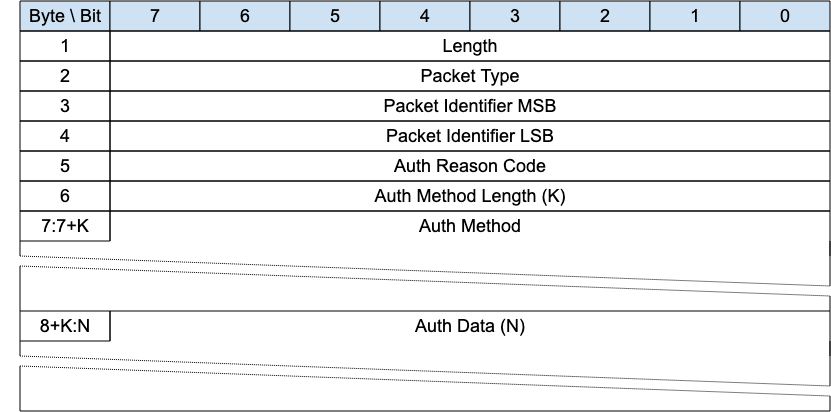 Byte \ Bit 7 6 5 4 3 2 1 0
1 Length
2 Packet Type
3 Packet Identifier MSB
4 Packet Identifier LSB
5 Auth Reason Code
6 Auth Method Length (K)
7:7+K Auth Method
8+K:N Auth Data (N)